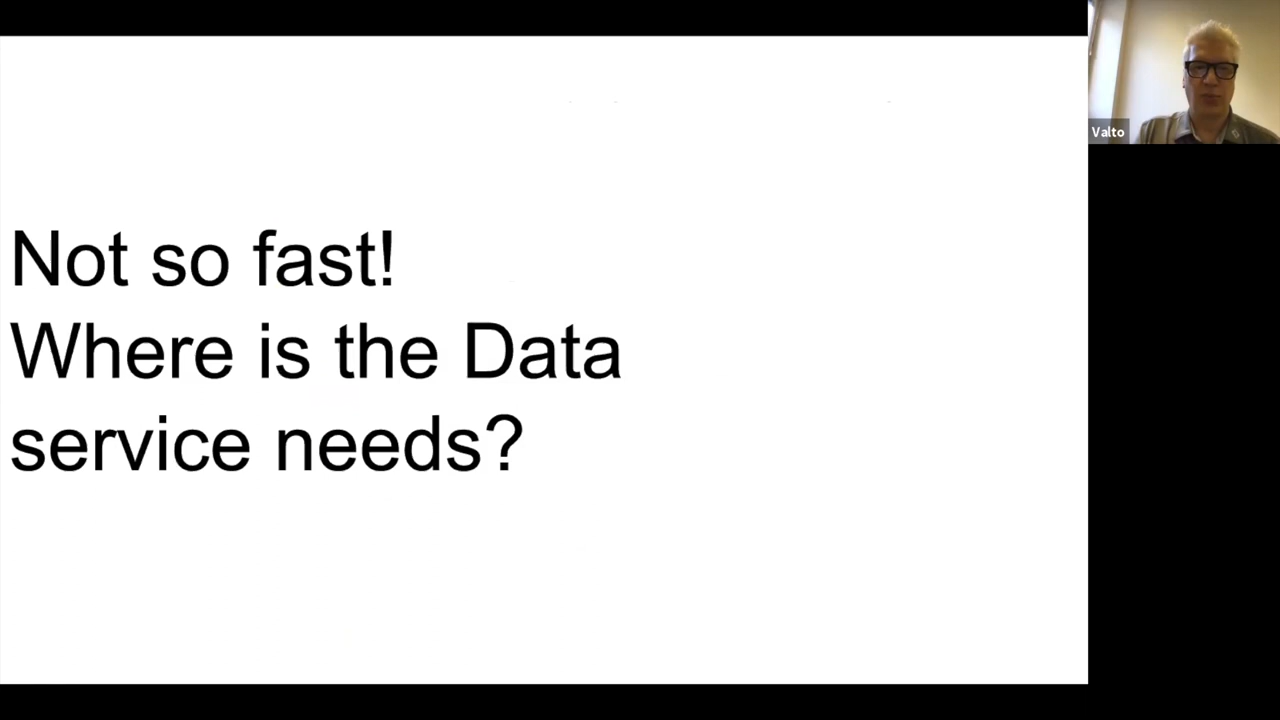 Not so fast!
Where is the Data
service needs?
Valto